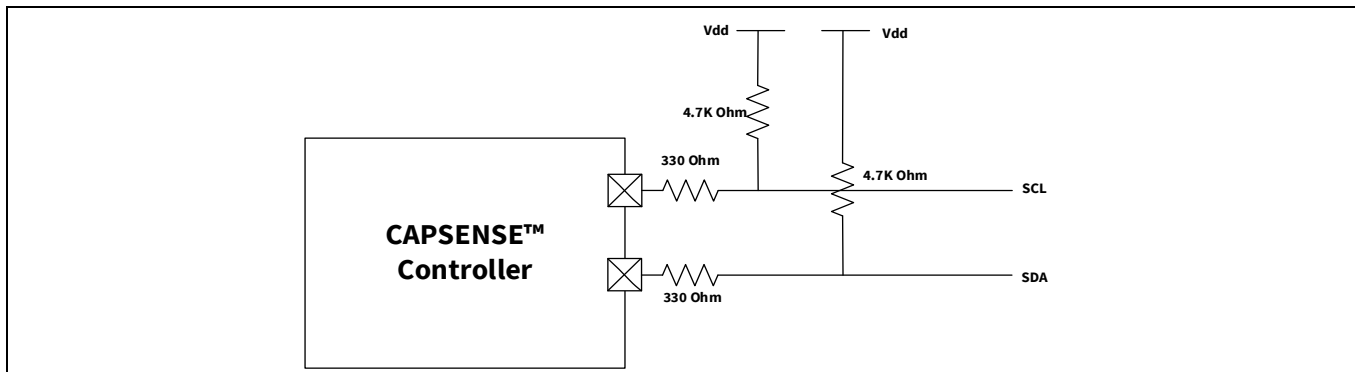 Vdd
Vdd
4.7K Ohm
330 Ohm
4.7K Ohm
SCL
CAPSENSE™
Controller
SDA
330 Ohm